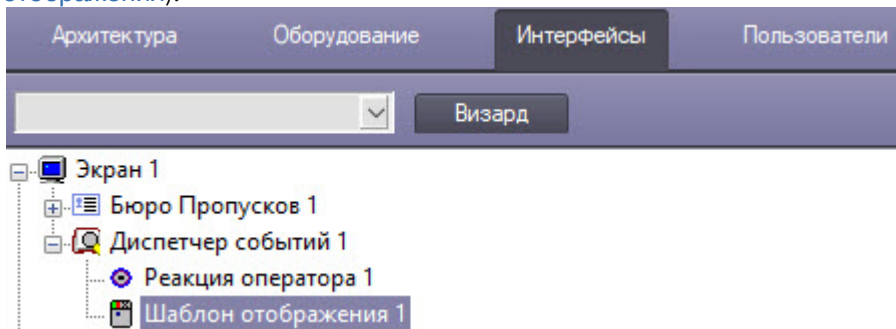 отображения).
Архитектура Оборудование Интерфейсы Пользователи
Визард
Экран 1
Бюро Пропусков 1
Диспетчер событий 1
Реакция оператора 1
Шаблон отображения 1